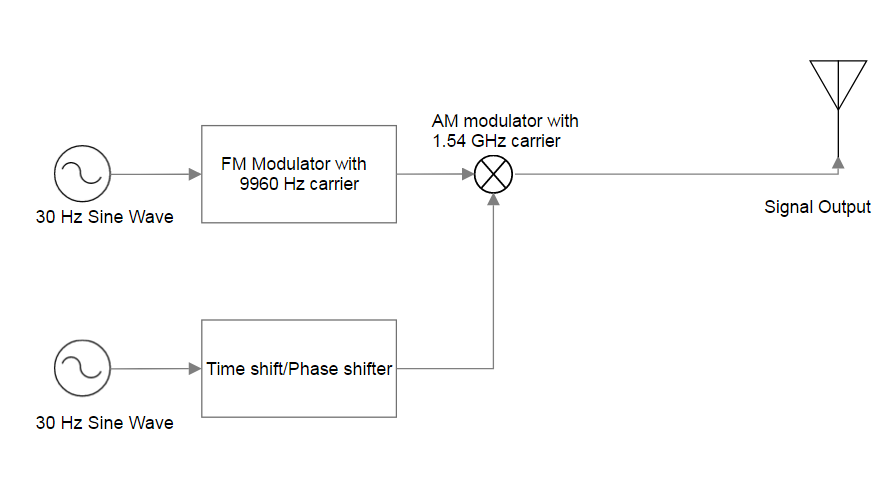 AM modulator with
1.54 GHz carrier
FM Modulator with
9960 Hz carrier
30 Hz Sine Wave
Signal Output
Time shift/Phase shifter
30 Hz Sine Wave